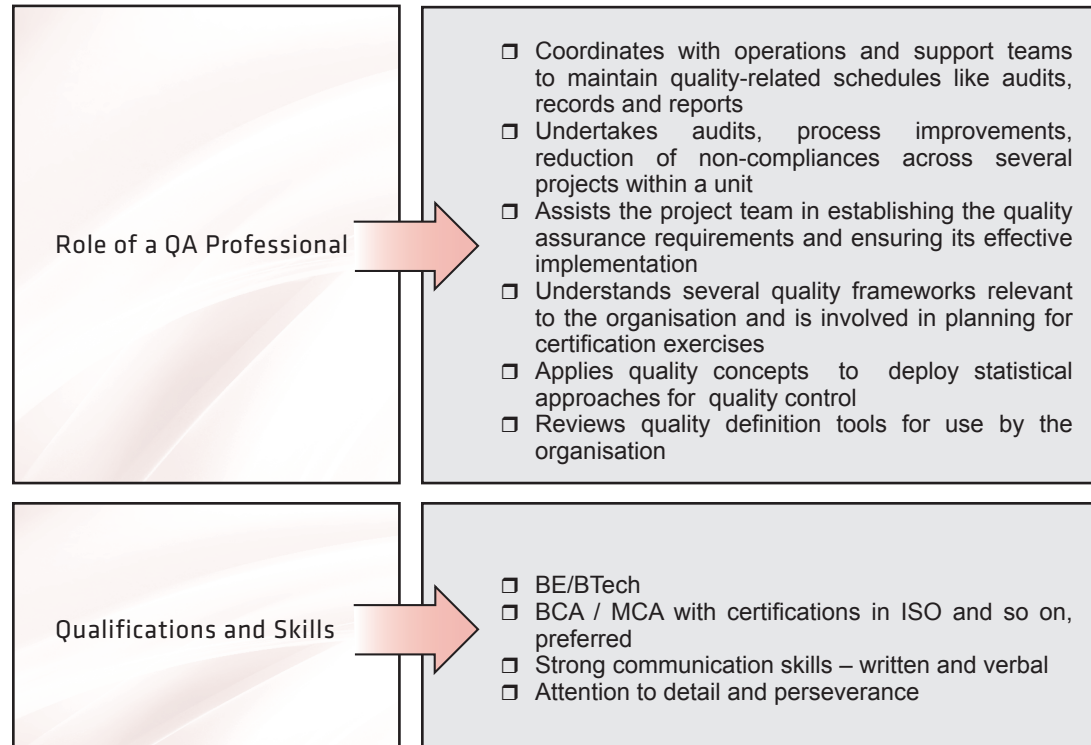 Role of a QA Professional
❒ Coordinates with operations and support teams
to maintain quality-related schedules like audits,
records and reports
❒ Undertakes audits, process improvements,
reduction of non-compliances across several
projects within a unit
❒ Assists the project team in establishing the quality
assurance requirements and ensuring its effective
implementation
❒ Understands several quality frameworks relevant
to the organisation and is involved in planning for
certification exercises
❒ Applies quality concepts to deploy statistical
approaches for quality control
❒ Reviews quality definition tools for use by the
organisation
Qualifications and Skills
❒ BE/BTech
❒ BCA / MCA with certifications in ISO and so on,
preferred
❒ Strong communication skills – written and verbal
❒ Attention to detail and perseverance